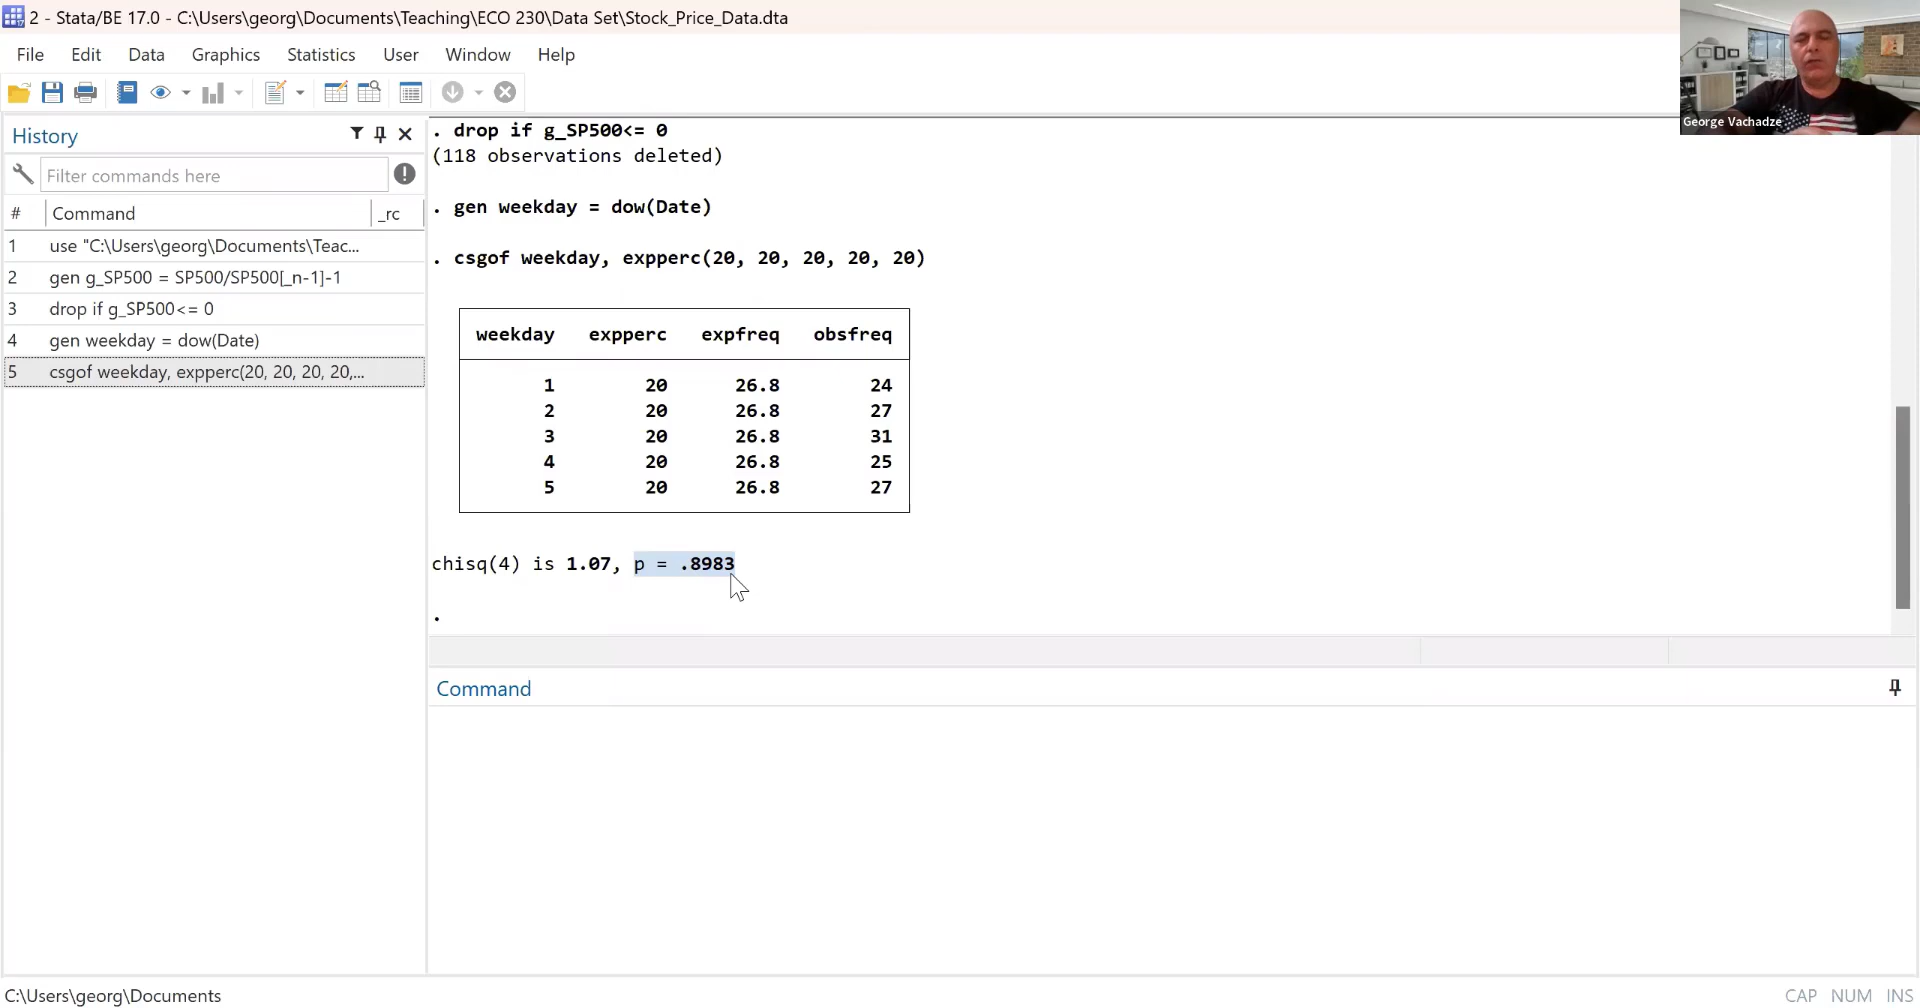 2 - Stata/BE 17.0 - C:\Users\georg\Documents\Teaching\ECO 230\Data Set\Stock_Price_Data.dta
File Edit Data Graphics Statistics User Window Help
George Vachadze
History
Filter commands here
# Command _rc
1 use "C:\Users\georg\Documents\Teac...
2 gen g_SP500 = SP500/SP500[_n-1]-1
3 drop if g_SP500<= 0
4 gen weekday = dow(Date)
5 csgof weekday, expperc(20, 20, 20, 20,...
. drop if g_SP500<= 0
(118 observations deleted)
. gen weekday = dow(Date)
. csgof weekday, expperc(20, 20, 20, 20, 20)
weekday expperc expfreq obsfreq
1 20 26.8 24
2 20 26.8 27
3 20 26.8 31
4 20 26.8 25
5 20 26.8 27
chisq(4) is 1.07, p = .8983
.
Command
C:\Users\georg\Documents
CAP NUM INS